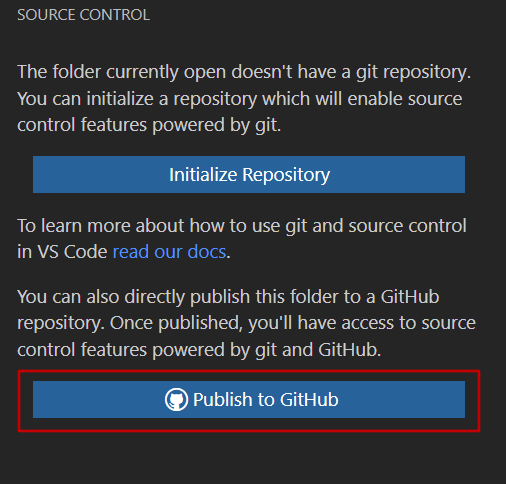 SOURCE CONTROL
The folder currently open doesn't have a git repository.
You can initialize a repository which will enable source
control features powered by git.
Initialize Repository
To learn more about how to use git and source control
in VS Code read our docs.
You can also directly publish this folder to a GitHub
repository. Once published, you'll have access to source
control features powered by git and GitHub.
Publish to GitHub